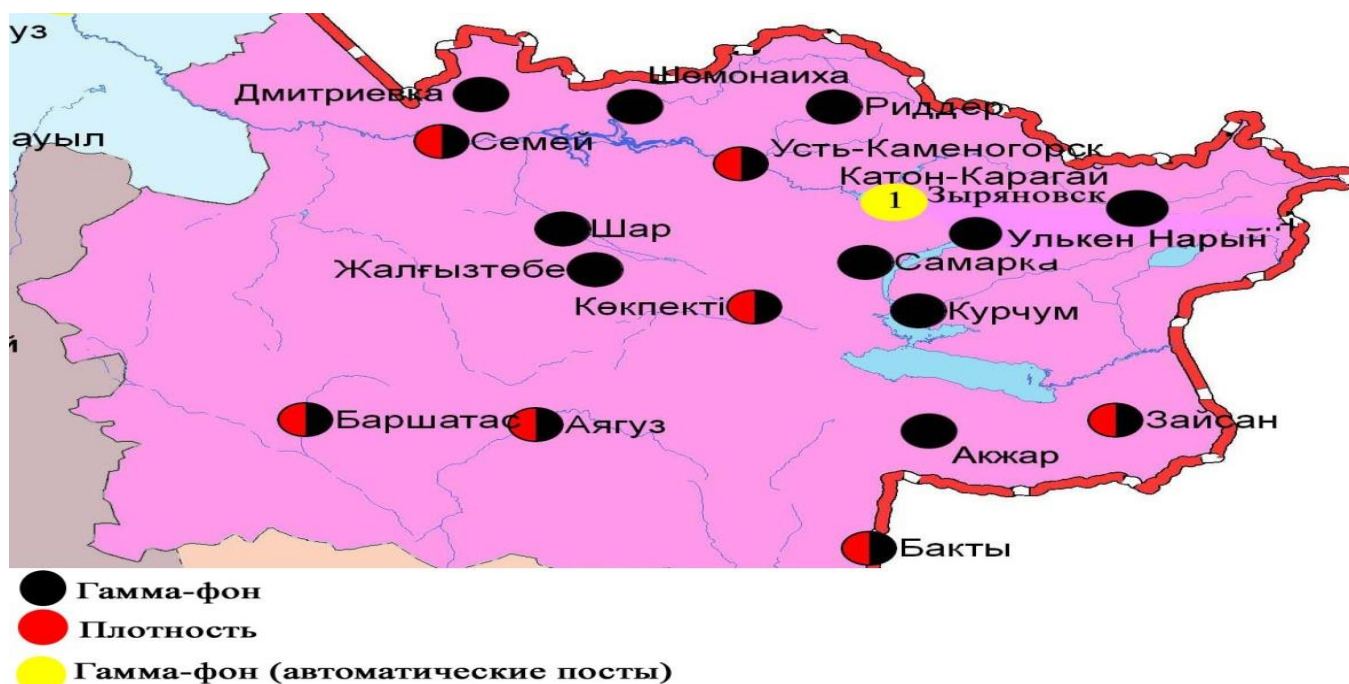 уз
Шемонаиха
Дмитриевка
Риддер
ауыл
Семей
Усть-Каменогорск
Катон-Карагай
1
Зыряновск
Шар
Улькен Нарын
Жалғызтөбе
Самарка
Көкпекті
Курчум
й
Баршатас
Аягуз
Зайсан
Акжар
Бакты
Гамма-фон
Плотность
Гамма-фон (автоматические посты)